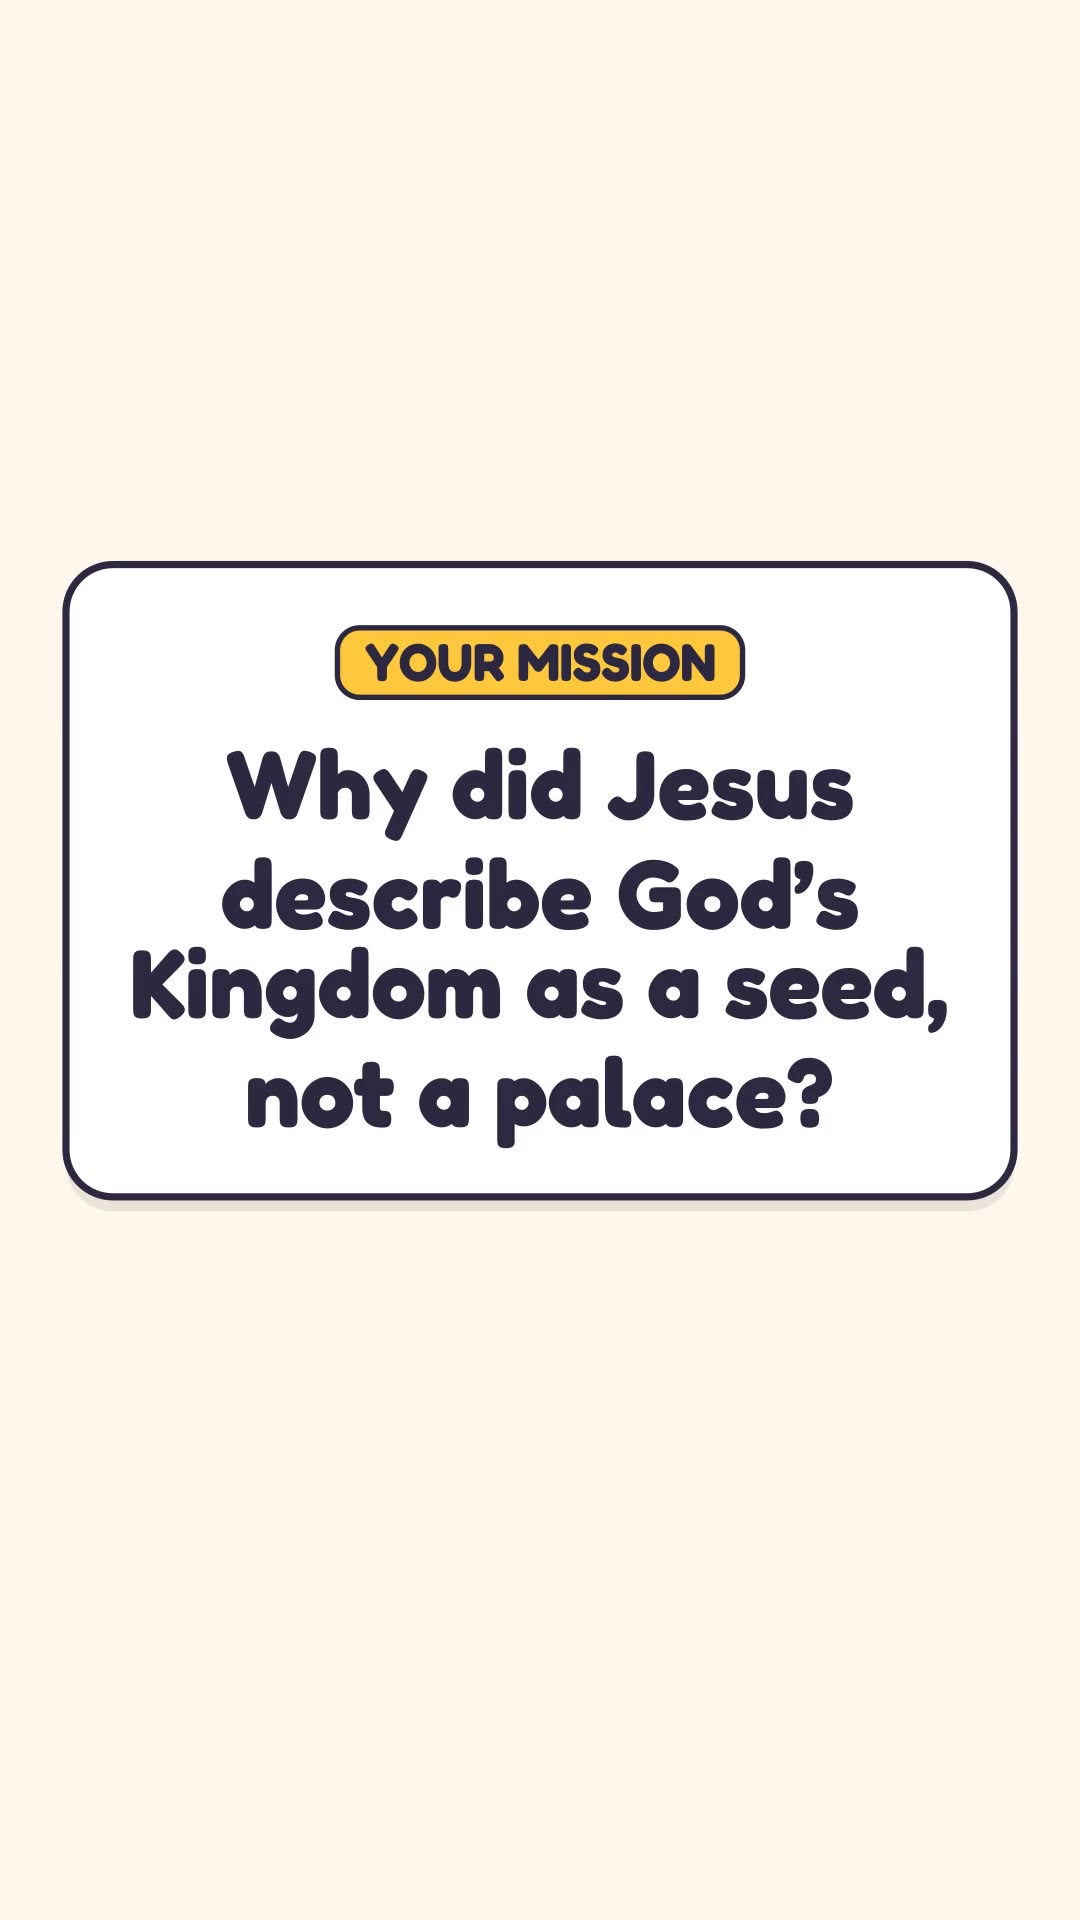 YOUR MISSION
Why did Jesus
describe God’s
Kingdom as a seed,
not a palace?